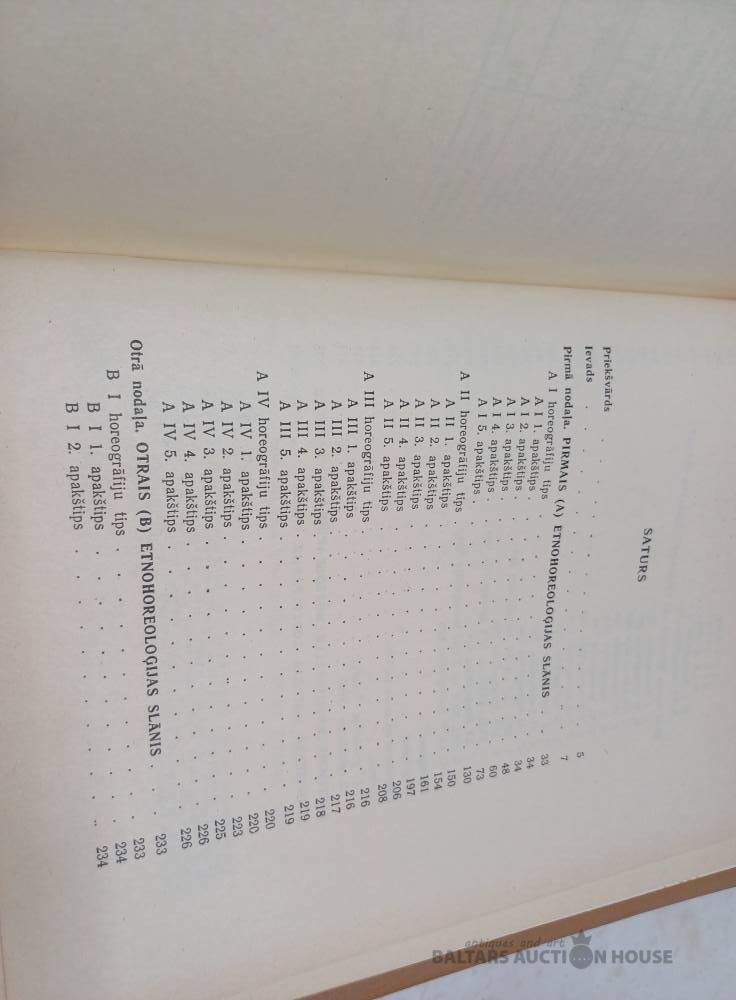 SATURS
Priekšvārds . . . . . . . . . . 5
Ievads . . . . . . . . . . 7
Pirmā nodaļa. PIRMAIS (A) ETNOHOREOLOĢIJAS SLĀNIS . . 33
A I horeogrāfiju tips . . . . . . . . . . 34
A I 1. apakštips . . . . . . . . . . 34
A I 2. apakštips . . . . . . . . . . 48
A I 3. apakštips . . . . . . . . . . 60
A I 4. apakštips . . . . . . . . . . 73
A I 5. apakštips . . . . . . . . . . 130
A II horeogrāfiju tips . . . . . . . . . . 150
A II 1. apakštips . . . . . . . . . . 154
A II 2. apakštips . . . . . . . . . . 161
A II 3. apakštips . . . . . . . . . . 197
A II 4. apakštips . . . . . . . . . . 206
A II 5. apakštips . . . . . . . . . . 208
A III horeogrāfiju tips . . . . . . . . . . 216
A III 1. apakštips . . . . . . . . . . 216
A III 2. apakštips . . . . . . . . . . 217
A III 3. apakštips . . . . . . . . . . 218
A III 4. apakštips . . . . . . . . . . 219
A III 5. apakštips . . . . . . . . . . 219
A IV horeogrāfiju tips . . . . . . . . . . 220
A IV 1. apakštips . . . . . . . . . . 220
A IV 2. apakštips . . . . . . . . . . 223
A IV 3. apakštips . . . . . . . . . . 225
A IV 4. apakštips . . . . . . . . . . 226
A IV 5. apakštips . . . . . . . . . . 226
Otrā nodaļa. OTRAIS (B) ETNOHOREOLOĢIJAS SLĀNIS . . . 233
B I horeogrāfiju tips . . . . . . . . . . 233
B I 1. apakštips . . . . . . . . . . 234
B I 2. apakštips . . . . . . . . . . 234
antiques and art
BALTARS AUCTION HOUSE